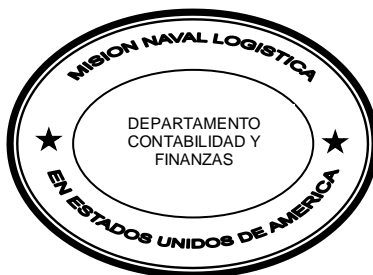 MISION NAVAL LOGISTICA
DEPARTAMENTO
CONTABILIDAD Y
FINANZAS
EN ESTADOS UNIDOS DE AMERICA